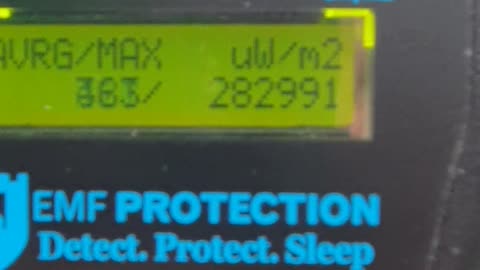 AVRG/MAX uW/m2
/ 282991
EMF PROTECTION
Detect. Protect. Sleep